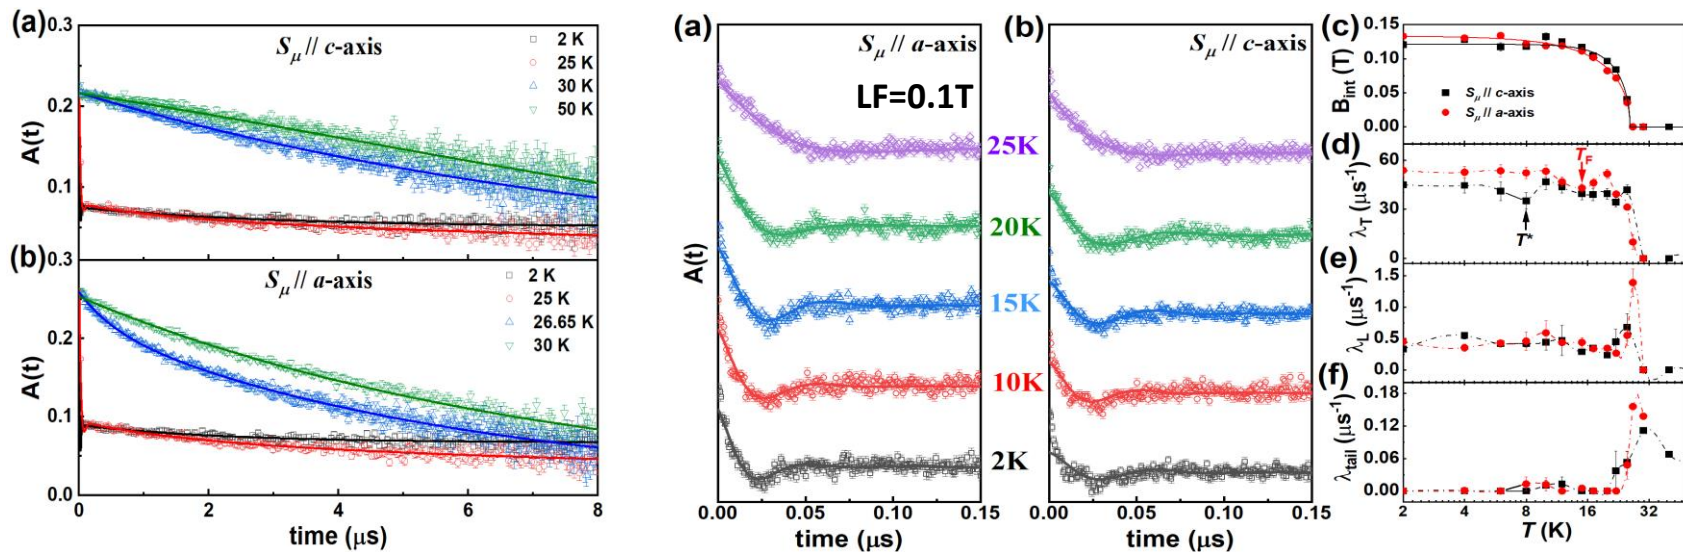 (a)
S_μ // c-axis
2 K
25 K
30 K
50 K
A(t)
0.3
0.2
0.1
(b)
S_μ // a-axis
2 K
25 K
26.65 K
30 K
A(t)
0.3
0.2
0.1
0.0
0 2 4 6 8
time (μs)
(a)
S_μ // a-axis
LF=0.1T
A(t)
0.00 0.05 0.10 0.15
time (μs)
25K
20K
15K
10K
2K
(b)
S_μ // c-axis
0.00 0.05 0.10 0.15
time (μs)
(c)
B_int (T)
0.15
0.10
0.05
0.00
S_μ // c-axis
S_μ // a-axis
(d)
λ_T (μs⁻¹)
60
30
0
T_F
T*
(e)
λ_L (μs⁻¹)
1.5
1.0
0.5
0.0
(f)
λ_tail (μs⁻¹)
0.18
0.12
0.06
0.00
2 4 8 16 32
T (K)